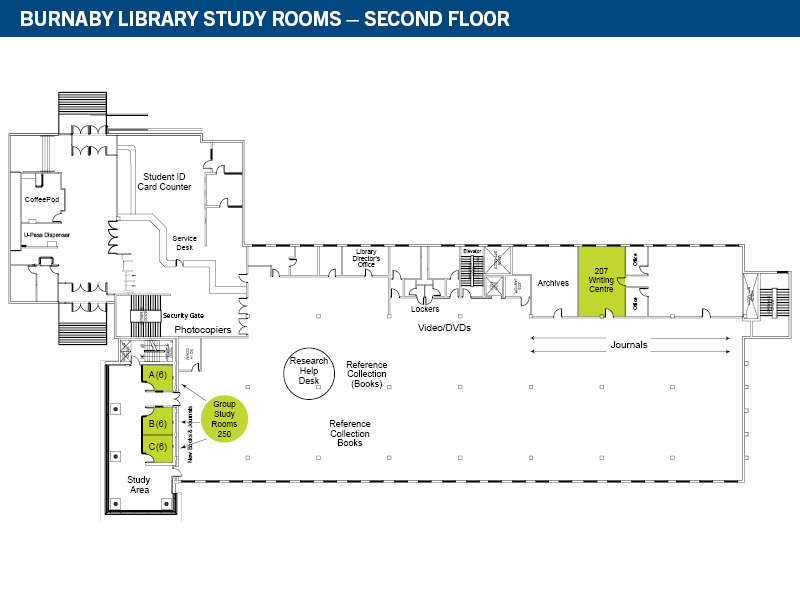 BURNABY LIBRARY STUDY ROOMS – SECOND FLOOR
Student ID
Card Counter
CoffeePod
U-Pass Dispenser
Service
Desk
Library
Director's
Office
Elevator
Archives
207
Writing
Centre
Office
Office
Security Gate
Photocopiers
Lockers
Video/DVDs
Journals
Research
Help
Desk
Reference
Collection
(Books)
A(6)
B(6)
C(6)
Group
Study
Rooms
250
New Books & Journals
Reference
Collection
Books
Study
Area